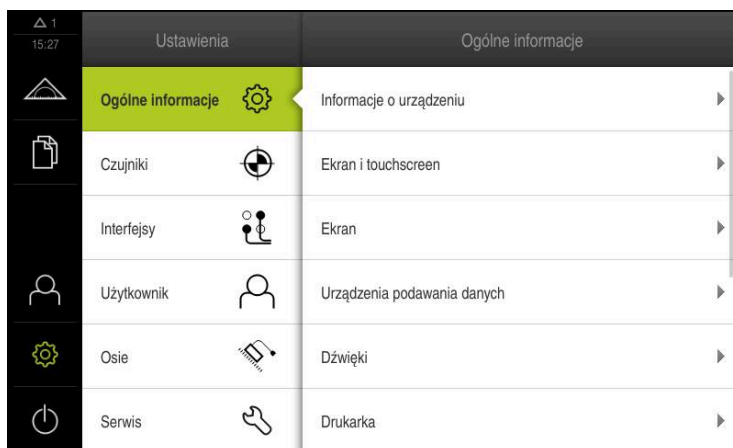 1
15:27
Ustawienia
Ogólne informacje
Ogólne informacje
Czujniki
Interfejsy
Użytkownik
Osie
Serwis
Informacje o urządzeniu
Ekran i touchscreen
Ekran
Urządzenia podawania danych
Dźwięki
Drukarka